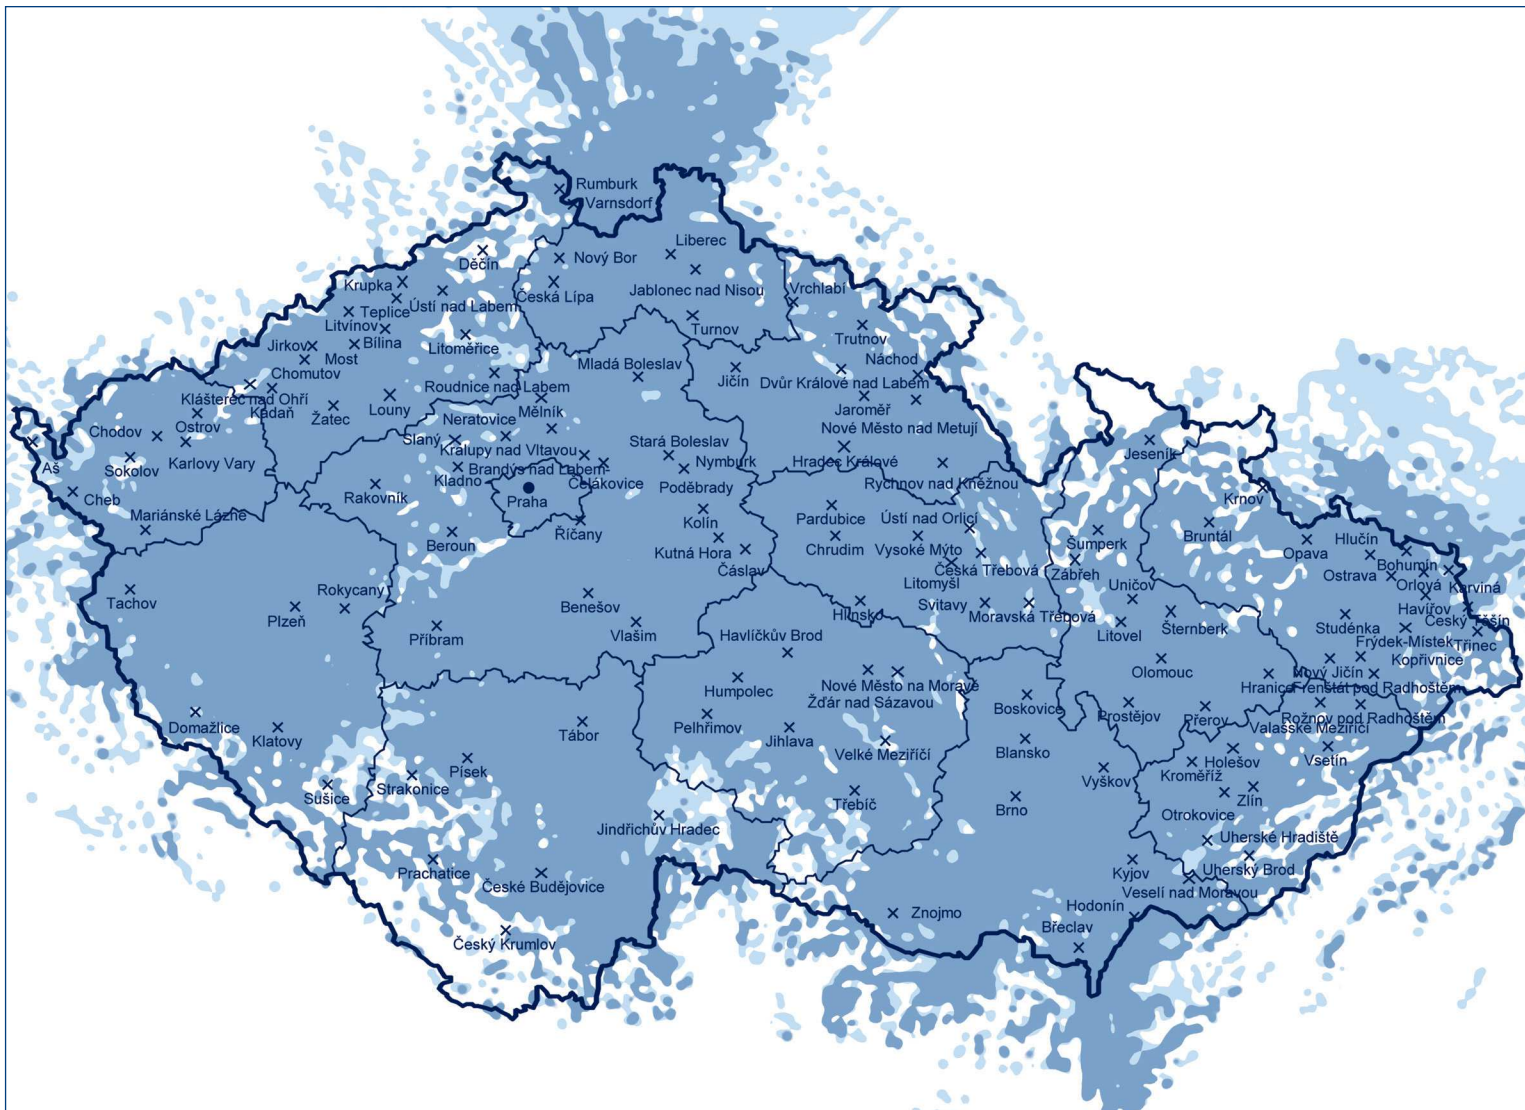 Rumburk
Varnsdorf
Liberec
Děčín
Nový Bor
Krupka
Česká Lípa
Jablonec nad Nisou
Vrchlabí
Teplice
Ústí nad Labem
Turnov
Litvínov
Bílina
Trutnov
Jirkov
Most
Litoměřice
Náchod
Chomutov
Mladá Boleslav
Jičín
Dvůr Králové nad Labem
Klášterec nad Ohří
Roudnice nad Labem
Kadaň
Žatec
Louny
Mělník
Jaroměř
Ostrov
Neratovice
Nové Město nad Metují
Chodov
Slaný
Kralupy nad Vltavou
Stará Boleslav
Aš
Sokolov
Karlovy Vary
Brandýs nad Labem-
Nymburk
Hradec Králové
Jeseník
Kladno
Čelákovice
Rychnov nad Kněžnou
Cheb
Rakovník
Praha
Poděbrady
Krnov
Mariánské Lázně
Kolín
Pardubice
Ústí nad Orlicí
Beroun
Říčany
Kutná Hora
Chrudim
Vysoké Mýto
Šumperk
Bruntál
Opava
Hlučín
Čáslav
Česká Třebová
Zábřeh
Ostrava
Bohumín
Litomyšl
Uničov
Orlová
Karviná
Tachov
Rokycany
Benešov
Hlinsko
Svitavy
Moravská Třebová
Havířov
Plzeň
Příbram
Vlašim
Litovel
Šternberk
Studénka
Český Těšín
Havlíčkův Brod
Frýdek-Místek
Třinec
Olomouc
Kopřivnice
Humpolec
Nové Město na Moravě
Hranice
Nový Jičín
Frenštát pod Radhoštěm
Žďár nad Sázavou
Boskovice
Domažlice
Klatovy
Tábor
Pelhřimov
Jihlava
Prostějov
Přerov
Rožnov pod Radhoštěm
Valašské Meziříčí
Velké Meziříčí
Blansko
Písek
Holešov
Vsetín
Strakonice
Vyškov
Kroměříž
Sušice
Třebíč
Zlín
Brno
Otrokovice
Jindřichův Hradec
Uherské Hradiště
Prachatice
České Budějovice
Kyjov
Uherský Brod
Veselí nad Moravou
Znojmo
Hodonín
Břeclav
Český Krumlov